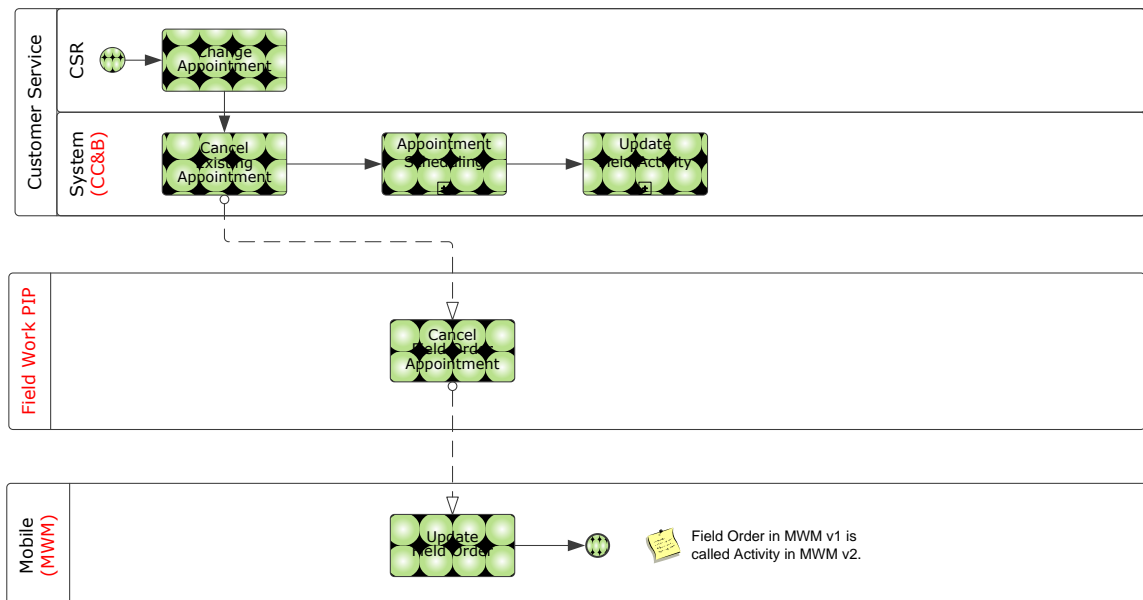 Customer Service
CSR
Change
Appointment
System
(CC&B)
Cancel
Existing
Appointment
Appointment
Scheduling
Update
Field Activity
Field Work PIP
Cancel
Field Order
Appointment
Mobile
(MWM)
Update
Field Order
Field Order in MWM v1 is
called Activity in MWM v2.